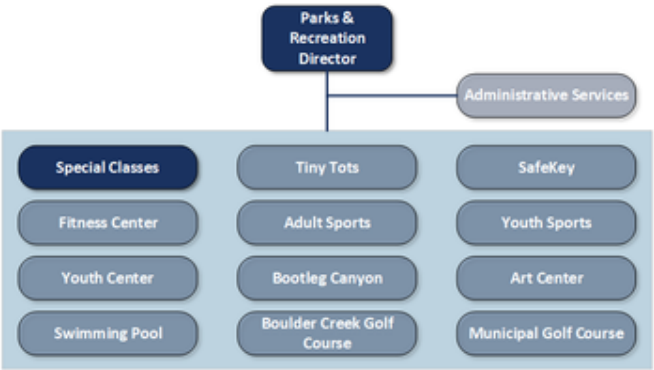 Parks &
Recreation
Director
Administrative Services
Special Classes
Tiny Tots
SafeKey
Fitness Center
Adult Sports
Youth Sports
Youth Center
Bootleg Canyon
Art Center
Swimming Pool
Boulder Creek Golf
Course
Municipal Golf Course